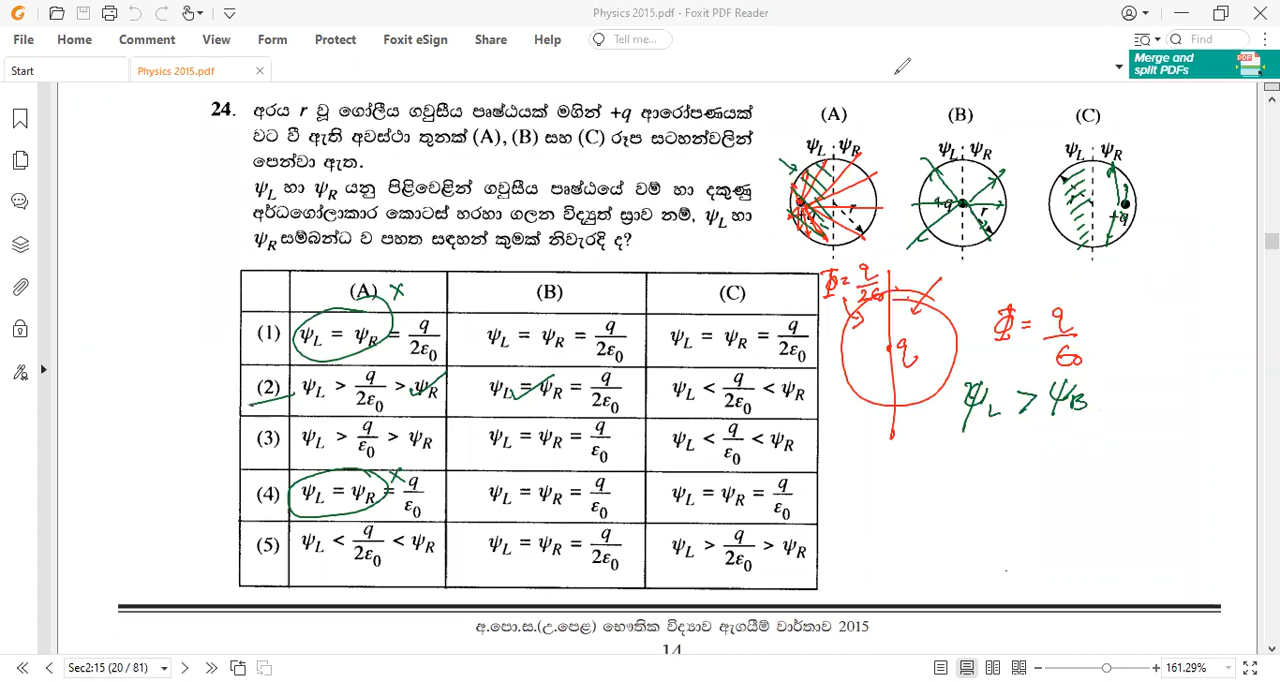 Physics 2015.pdf - Foxit PDF Reader
File Home Comment View Form Protect Foxit eSign Share Help Tell me... Find
Start Physics 2015.pdf
Merge and split PDFs
24. අරය r වූ ගෝලීය ගවුසීය පෘෂ්ඨයක් මගින් +q ආරෝපණයක්
වට වී ඇති අවස්ථා තුනක් (A), (B) සහ (C) රූප සටහන්වලින්
පෙන්වා ඇත.
ψL හා ψR යනු පිළිවෙළින් ගවුසීය පෘෂ්ඨයේ වම් හා දකුණු
අර්ධගෝලාකාර කොටස් හරහා ගලන විද්‍යුත් ස්‍රාව නම්, ψL හා
ψR සම්බන්ධ ව පහත සඳහන් කුමක් නිවැරදි ද?
(A) (B) (C)
ψL ψR ψL ψR ψL ψR
+q r +q r +q
(A) x (B) (C)
(1) ψL = ψR = q/2ε0 ψL = ψR = q/2ε0 ψL = ψR = q/2ε0
(2) ψL > q/2ε0 > ψR ψL = ψR = q/2ε0 ψL < q/2ε0 < ψR
(3) ψL > q/ε0 > ψR ψL = ψR = q/ε0 ψL < q/ε0 < ψR
(4) ψL = ψR = q/ε0 ψL = ψR = q/ε0 ψL = ψR = q/ε0
(5) ψL < q/2ε0 < ψR ψL = ψR = q/2ε0 ψL > q/2ε0 > ψR
Φ = q/2ε0
q
Φ = q/ε0
ψL > ψB
අ.පො.ස.(උ.පෙළ) භෞතික විද්‍යාව ඇගයීම් වාර්තාව 2015
14
Sec2:15 (20 / 81) 161.29%